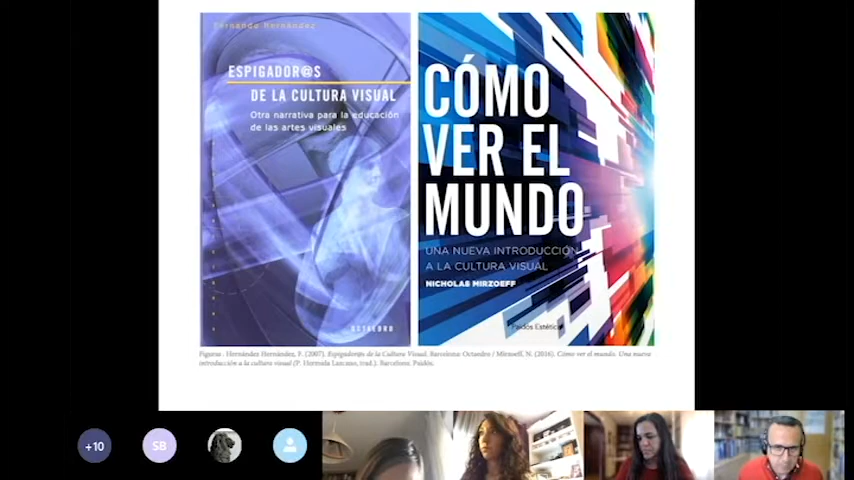 Fernando Hernández
ESPIGADOR@S
DE LA CULTURA VISUAL
Otra narrativa para la educación
de las artes visuales
OCTAEDRO
CÓMO
VER EL
MUNDO
UNA NUEVA INTRODUCCIÓN
A LA CULTURA VISUAL
NICHOLAS MIRZOEFF
Paidós Estética
Hernández Hernández, F. (2007). Espigador@s de la Cultura Visual. Barcelona: Octaedro / Mirzoeff, N. (2016). Cómo ver el mundo. Una nueva
introducción a la cultura visual (P. Hermida Lazcano, trad.). Barcelona: Paidós.
+10
SB